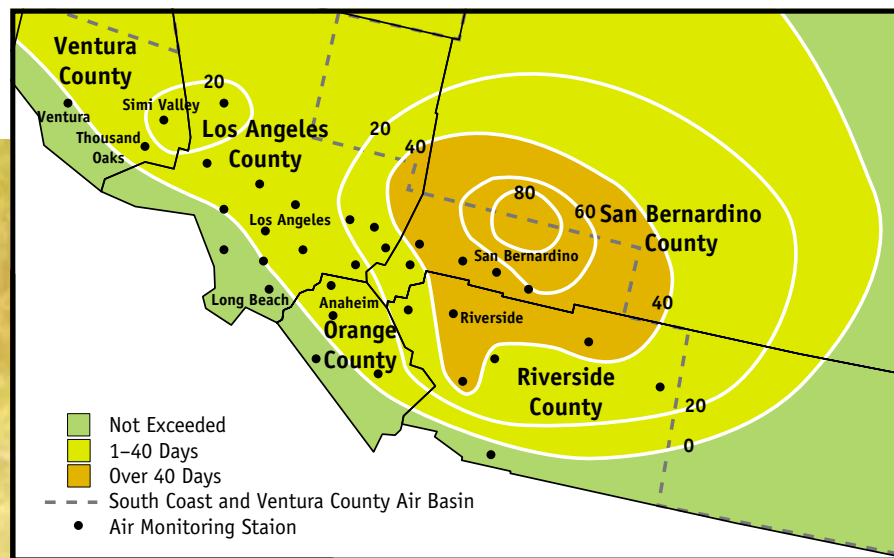 Ventura
County
20
Simi Valley
Ventura
Thousand
Oaks
Los Angeles
County
20
40
80
60
San Bernardino
County
Los Angeles
San Bernardino
Long Beach
Anaheim
Orange
County
Riverside
40
Riverside
County
20
0
Not Exceeded
1–40 Days
Over 40 Days
South Coast and Ventura County Air Basin
Air Monitoring Staion